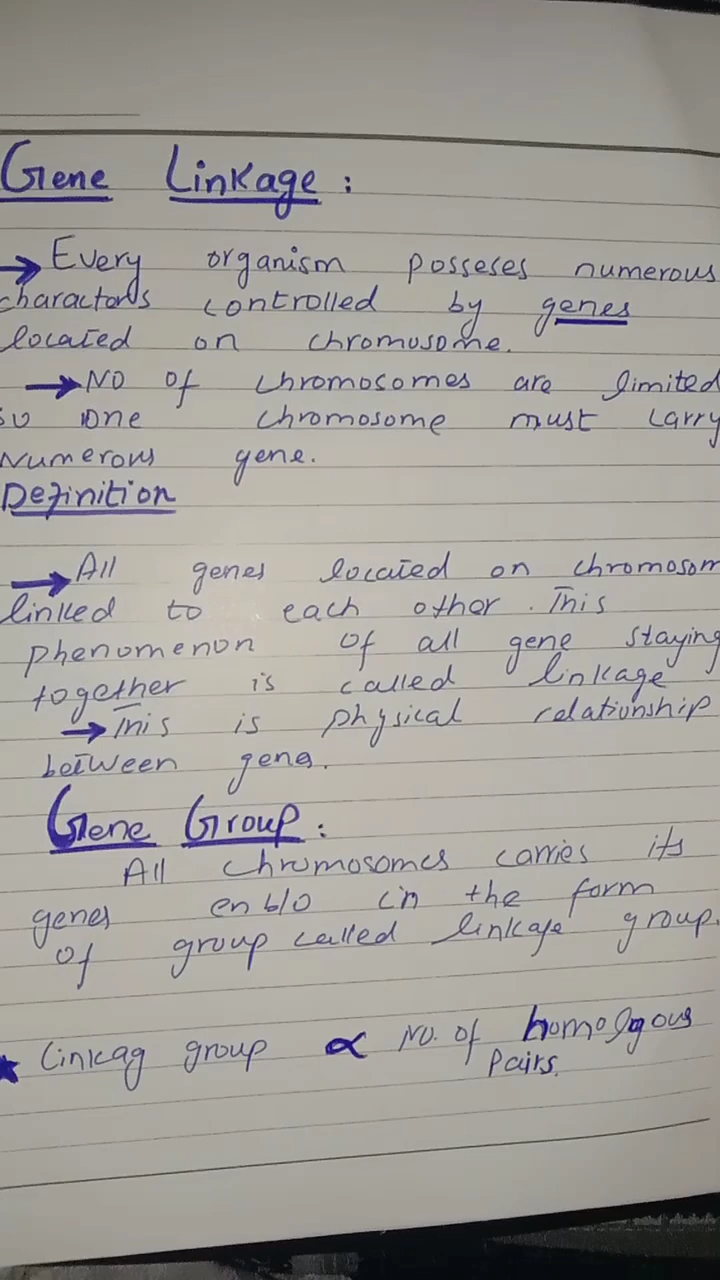 Gene Linkage :
→ Every organism posseses numerous
charactors controlled by genes
located on chromosome.
→ No of chromosomes are limited
so one chromosome must carry
Numerous gene.
Definition
→ All genes located on chromosom
linked to each other. This
phenomenon of all gene staying
together is called linkage
→ This is physical relationship
between gene.
Gene Group :
All chromosomes carries its
genes enblo in the form
of group called linkage group.
★ Linkag group ∝ No. of homologous
Pairs.